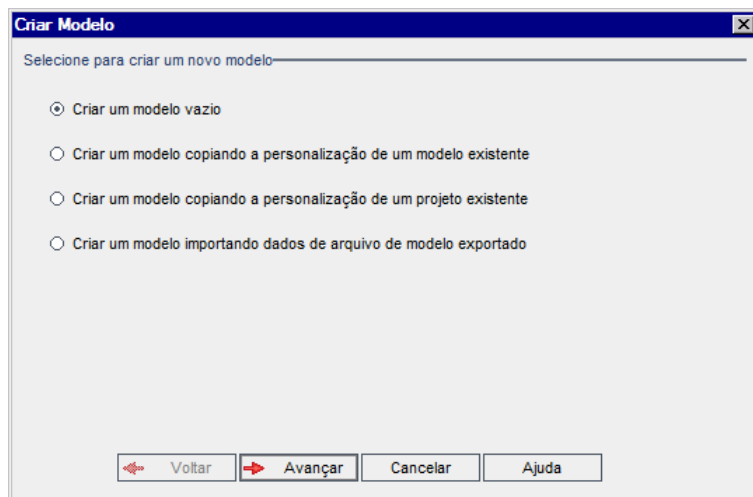 Criar Modelo
Selecione para criar um novo modelo
Criar um modelo vazio
Criar um modelo copiando a personalização de um modelo existente
Criar um modelo copiando a personalização de um projeto existente
Criar um modelo importando dados de arquivo de modelo exportado
Voltar Avançar Cancelar Ajuda